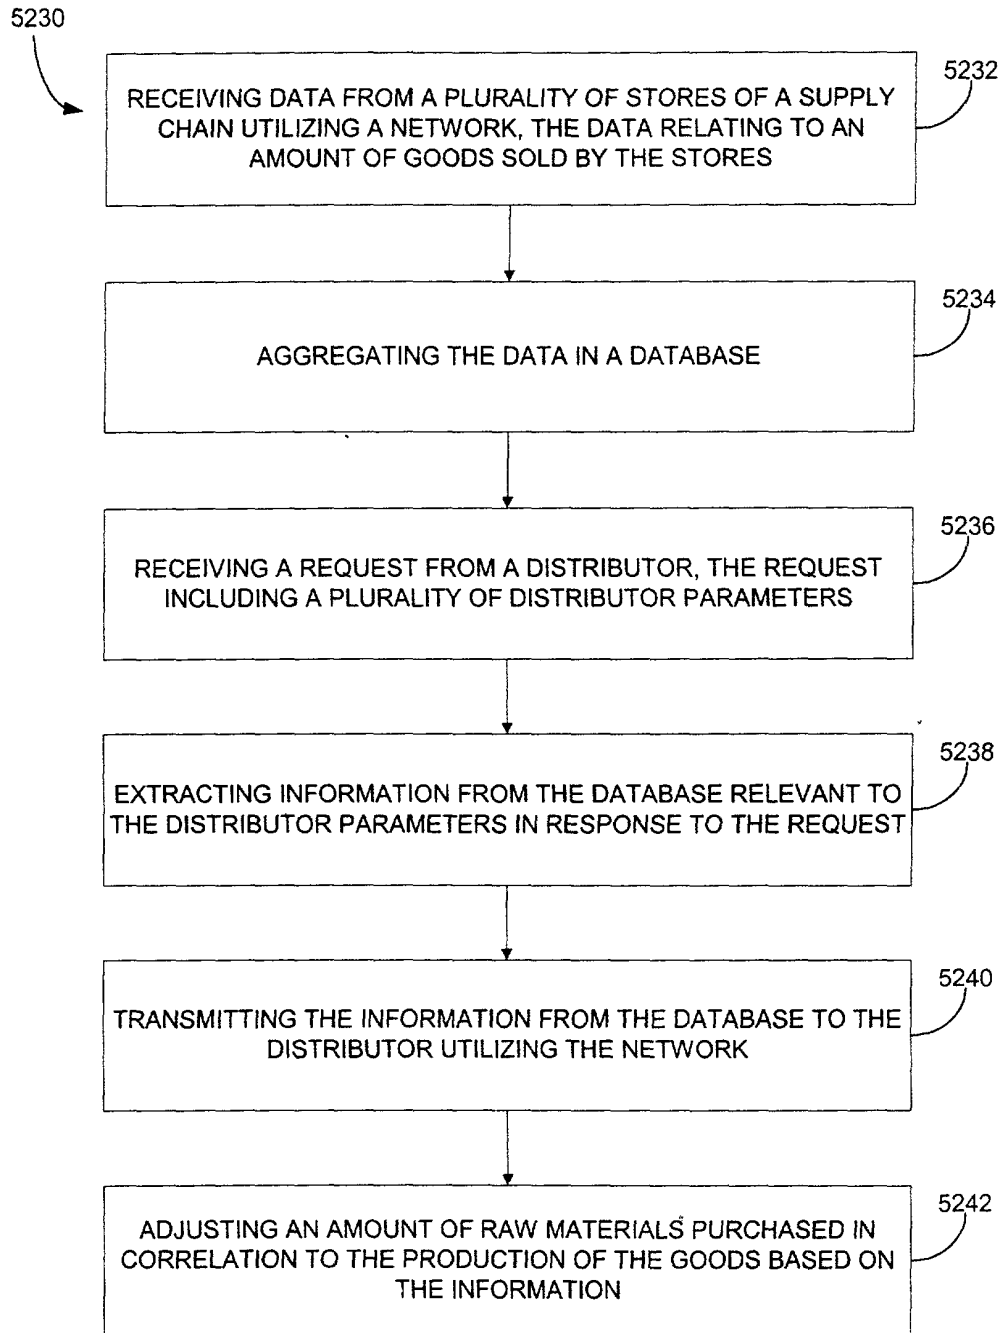 5230
5232
RECEIVING DATA FROM A PLURALITY OF STORES OF A SUPPLY
CHAIN UTILIZING A NETWORK, THE DATA RELATING TO AN
AMOUNT OF GOODS SOLD BY THE STORES
5234
AGGREGATING THE DATA IN A DATABASE
5236
RECEIVING A REQUEST FROM A DISTRIBUTOR, THE REQUEST
INCLUDING A PLURALITY OF DISTRIBUTOR PARAMETERS
5238
EXTRACTING INFORMATION FROM THE DATABASE RELEVANT TO
THE DISTRIBUTOR PARAMETERS IN RESPONSE TO THE REQUEST
5240
TRANSMITTING THE INFORMATION FROM THE DATABASE TO THE
DISTRIBUTOR UTILIZING THE NETWORK
5242
ADJUSTING AN AMOUNT OF RAW MATERIALS PURCHASED IN
CORRELATION TO THE PRODUCTION OF THE GOODS BASED ON
THE INFORMATION